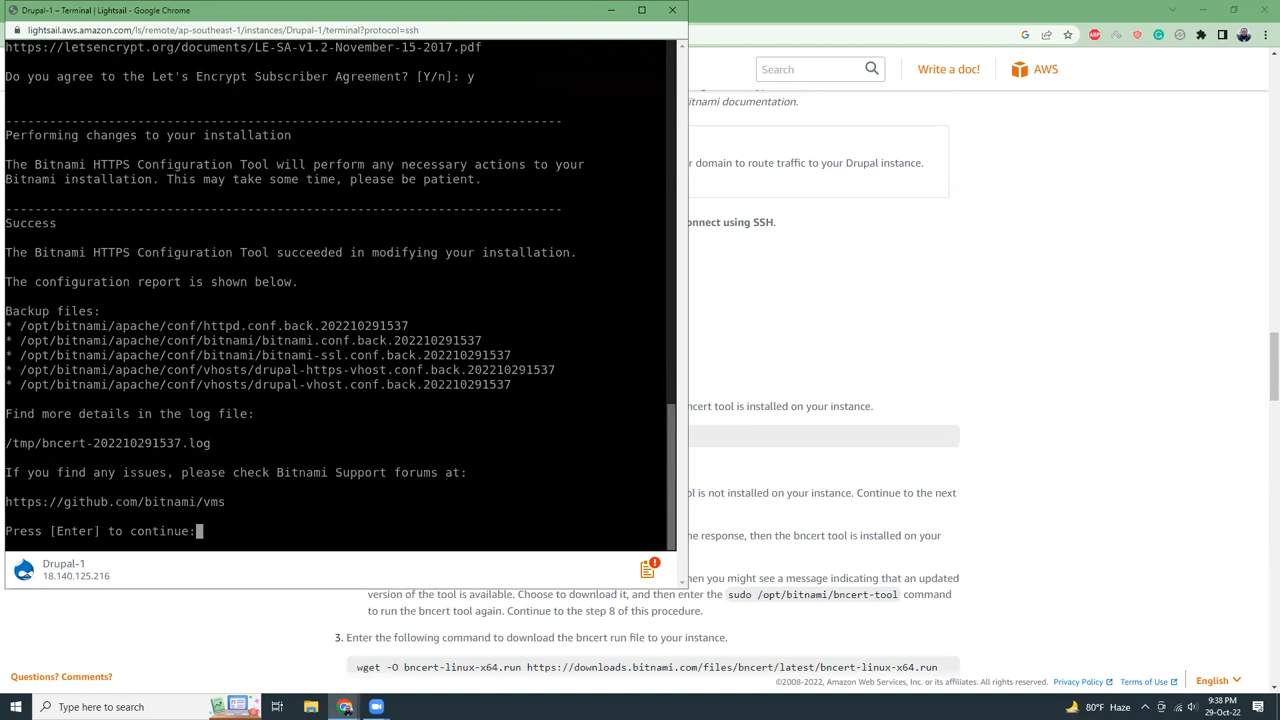 Drupal-1 – Terminal | Lightsail - Google Chrome
lightsail.aws.amazon.com/ls/remote/ap-southeast-1/instances/Drupal-1/terminal?protocol=ssh
https://letsencrypt.org/documents/LE-SA-v1.2-November-15-2017.pdf
Do you agree to the Let's Encrypt Subscriber Agreement? [Y/n]: y
----------------------------------------------------------------------------
Performing changes to your installation
The Bitnami HTTPS Configuration Tool will perform any necessary actions to your
Bitnami installation. This may take some time, please be patient.
----------------------------------------------------------------------------
Success
The Bitnami HTTPS Configuration Tool succeeded in modifying your installation.
The configuration report is shown below.
Backup files:
* /opt/bitnami/apache/conf/httpd.conf.back.202210291537
* /opt/bitnami/apache/conf/bitnami/bitnami.conf.back.202210291537
* /opt/bitnami/apache/conf/bitnami/bitnami-ssl.conf.back.202210291537
* /opt/bitnami/apache/conf/vhosts/drupal-https-vhost.conf.back.202210291537
* /opt/bitnami/apache/conf/vhosts/drupal-vhost.conf.back.202210291537
Find more details in the log file:
/tmp/bncert-202210291537.log
If you find any issues, please check Bitnami Support forums at:
https://github.com/bitnami/vms
Press [Enter] to continue:
Drupal-1
18.140.125.216
Search
Write a doc!
AWS
itnami documentation.
r domain to route traffic to your Drupal instance.
onnect using SSH.
ncert tool is installed on your instance.
ol is not installed on your instance. Continue to the next
he response, then the bncert tool is installed on your
hen you might see a message indicating that an updated
version of the tool is available. Choose to download it, and then enter the sudo /opt/bitnami/bncert-tool command
to run the bncert tool again. Continue to the step 8 of this procedure.
3. Enter the following command to download the bncert run file to your instance.
wget -O bncert-linux-x64.run https://downloads.bitnami.com/files/bncert/latest/bncert-linux-x64.run
Questions? Comments?
©2008-2022, Amazon Web Services, Inc. or its affiliates. All rights reserved.
Privacy Policy
Terms of Use
English
Type here to search
80°F Haze
9:38 PM
29-Oct-22